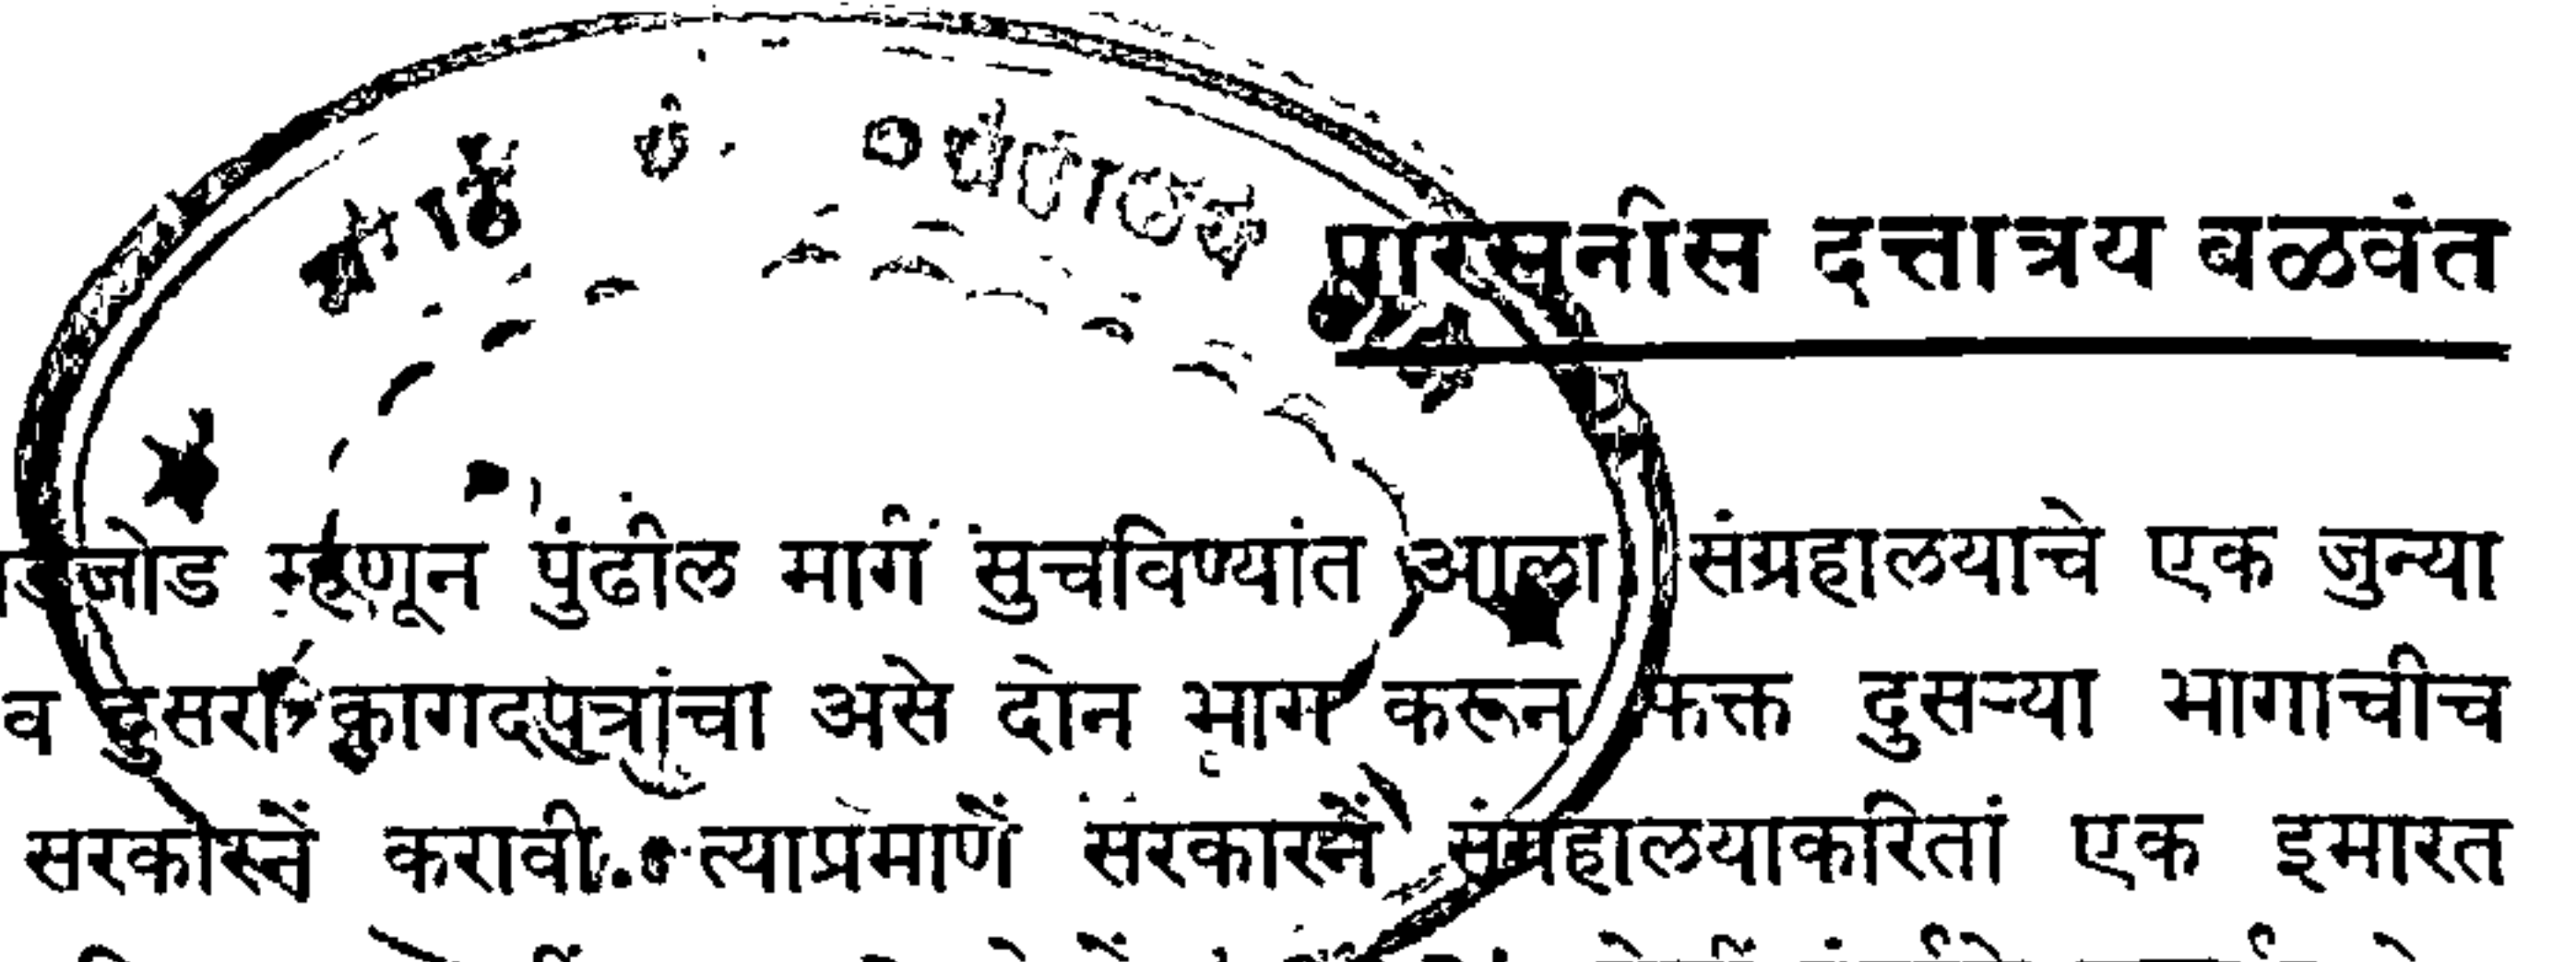 पारसनीस दत्तात्रय बळवंत
म्हणून पुढील मार्ग सुचविण्यांत आला संग्रहालयाचे एक जुन्या
व दुसरा कागदपत्रांचा असे दोन भाग करून फक्त दुसऱ्या भागाचीच
सरकारनें करावी. त्याप्रमाणें सरकारनें संग्रहालयाकरितां एक इमारत